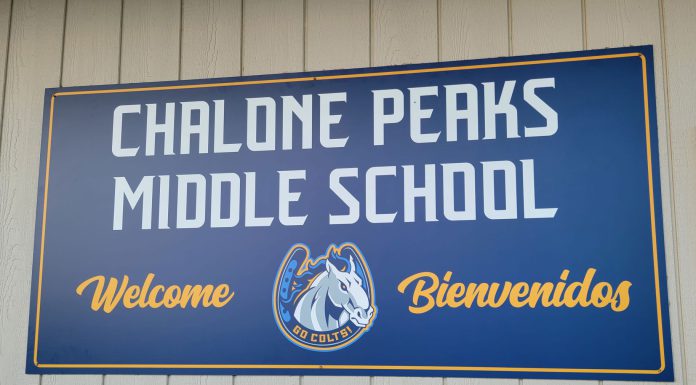 CHALONE PEAKS
MIDDLE SCHOOL
Welcome
Bienvenidos
GO COLTS!